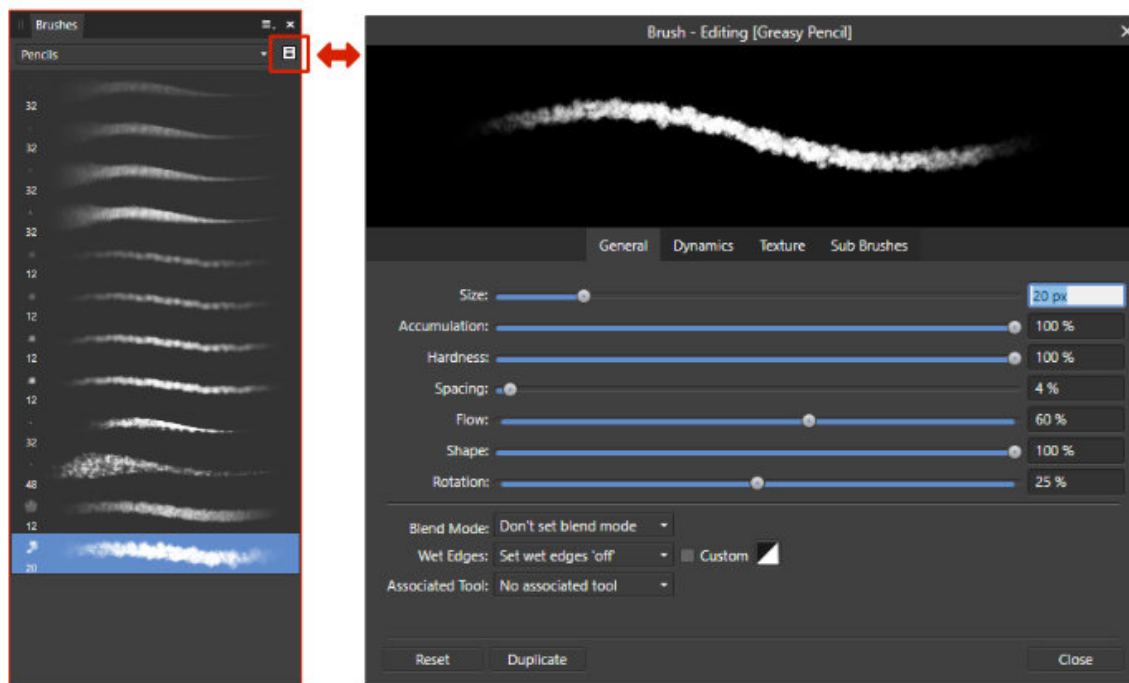 Brushes
Pencils
32
32
32
32
12
12
12
12
32
48
12
20
Brush - Editing [Greasy Pencil]
General Dynamics Texture Sub Brushes
Size: 20 px
Accumulation: 100 %
Hardness: 100 %
Spacing: 4 %
Flow: 60 %
Shape: 100 %
Rotation: 25 %
Blend Mode: Don't set blend mode
Wet Edges: Set wet edges 'off' Custom
Associated Tool: No associated tool
Reset Duplicate Close